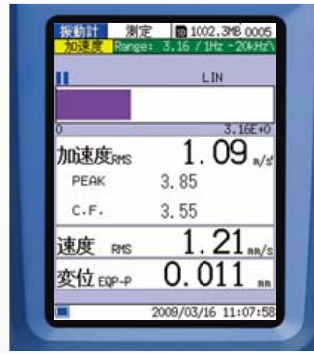 振動計 測定 SD 1002.3MB 0005
加速度 Range: 3.16 / 1Hz -20kHz
LIN
0 3.16E+0
加速度RMS 1.09 m/s²
PEAK 3.85
C.F. 3.55
速度 RMS 1.21 mm/s
変位 EQP-P 0.011 mm
2009/03/16 11:07:58